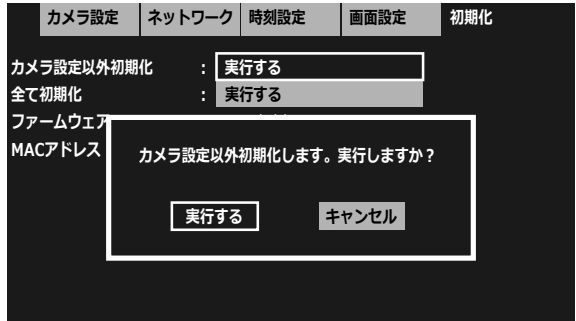 カメラ設定 ネットワーク 時刻設定 画面設定 初期化
カメラ設定以外初期化 : 実行する
全て初期化 : 実行する
ファームウェア
MACアドレス
カメラ設定以外初期化します。実行しますか？
実行する キャンセル